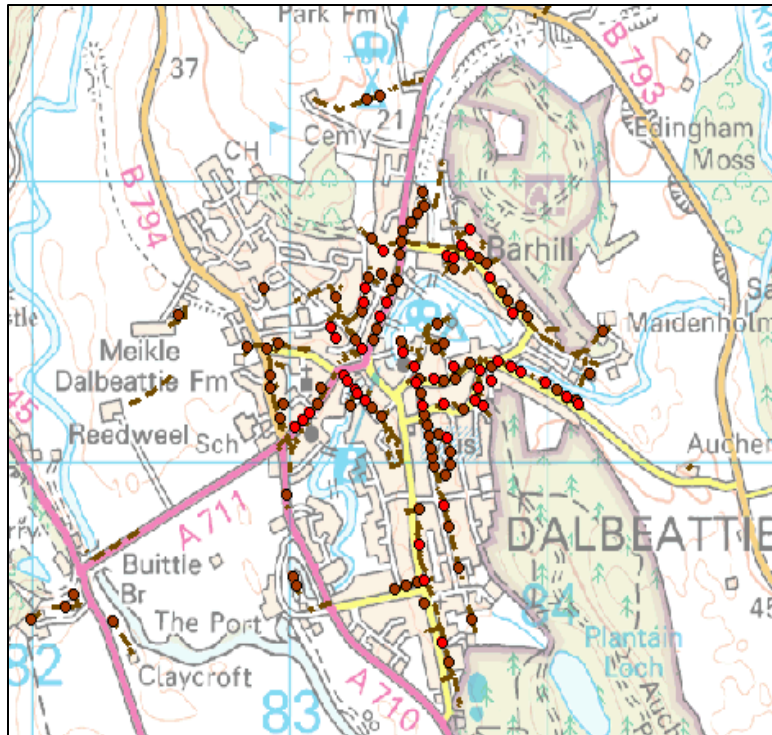 Park Fm
37
B 793
Cemy
21
Edingham
Moss
CH
B 794
Barhill
Maidenholm
Meikle
Dalbeattie Fm
Reedweel
Sch
A 711
DALBEATTIE
Buittle
Br
The Port
84
45
Plantain
Loch
82
Claycroft
A 710
83